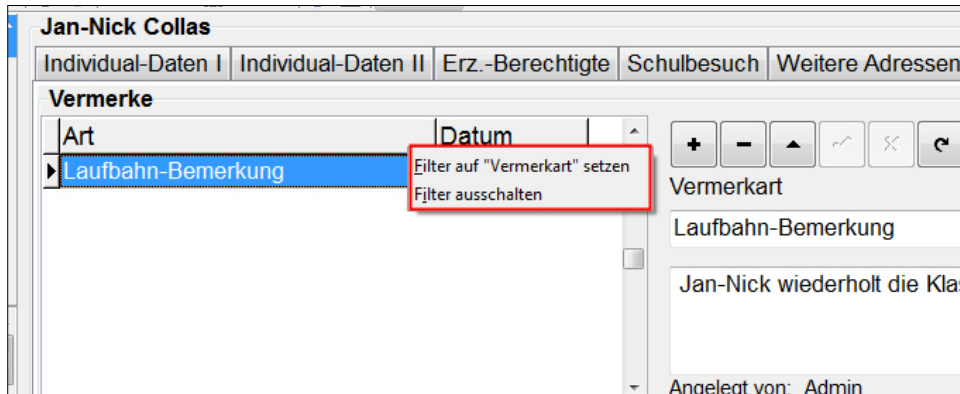 Jan-Nick Collas
Individual-Daten I Individual-Daten II Erz.-Berechtigte Schulbesuch Weitere Adressen
Vermerke
Art Datum
Laufbahn-Bemerkung
Filter auf "Vermerkart" setzen
Filter ausschalten
Vermerkart
Laufbahn-Bemerkung
Jan-Nick wiederholt die Klas
Angelegt von: Admin